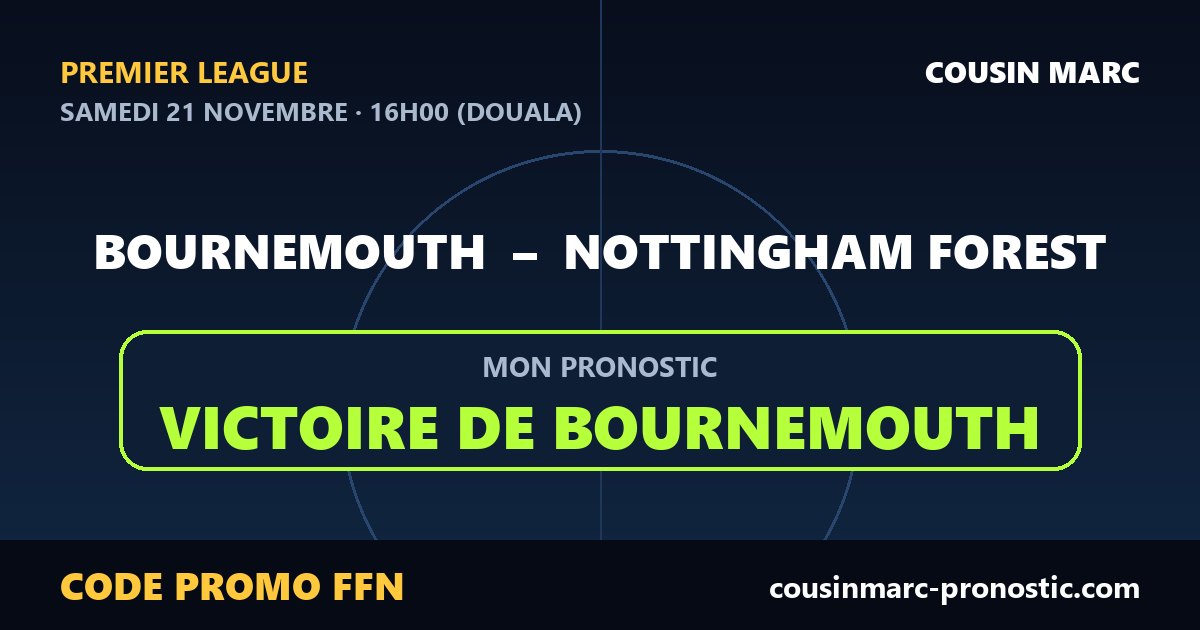 PREMIER LEAGUE
COUSIN MARC
SAMEDI 21 NOVEMBRE · 16H00 (DOUALA)
BOURNEMOUTH – NOTTINGHAM FOREST
MON PRONOSTIC
VICTOIRE DE BOURNEMOUTH
CODE PROMO FFN
cousinmarc-pronostic.com